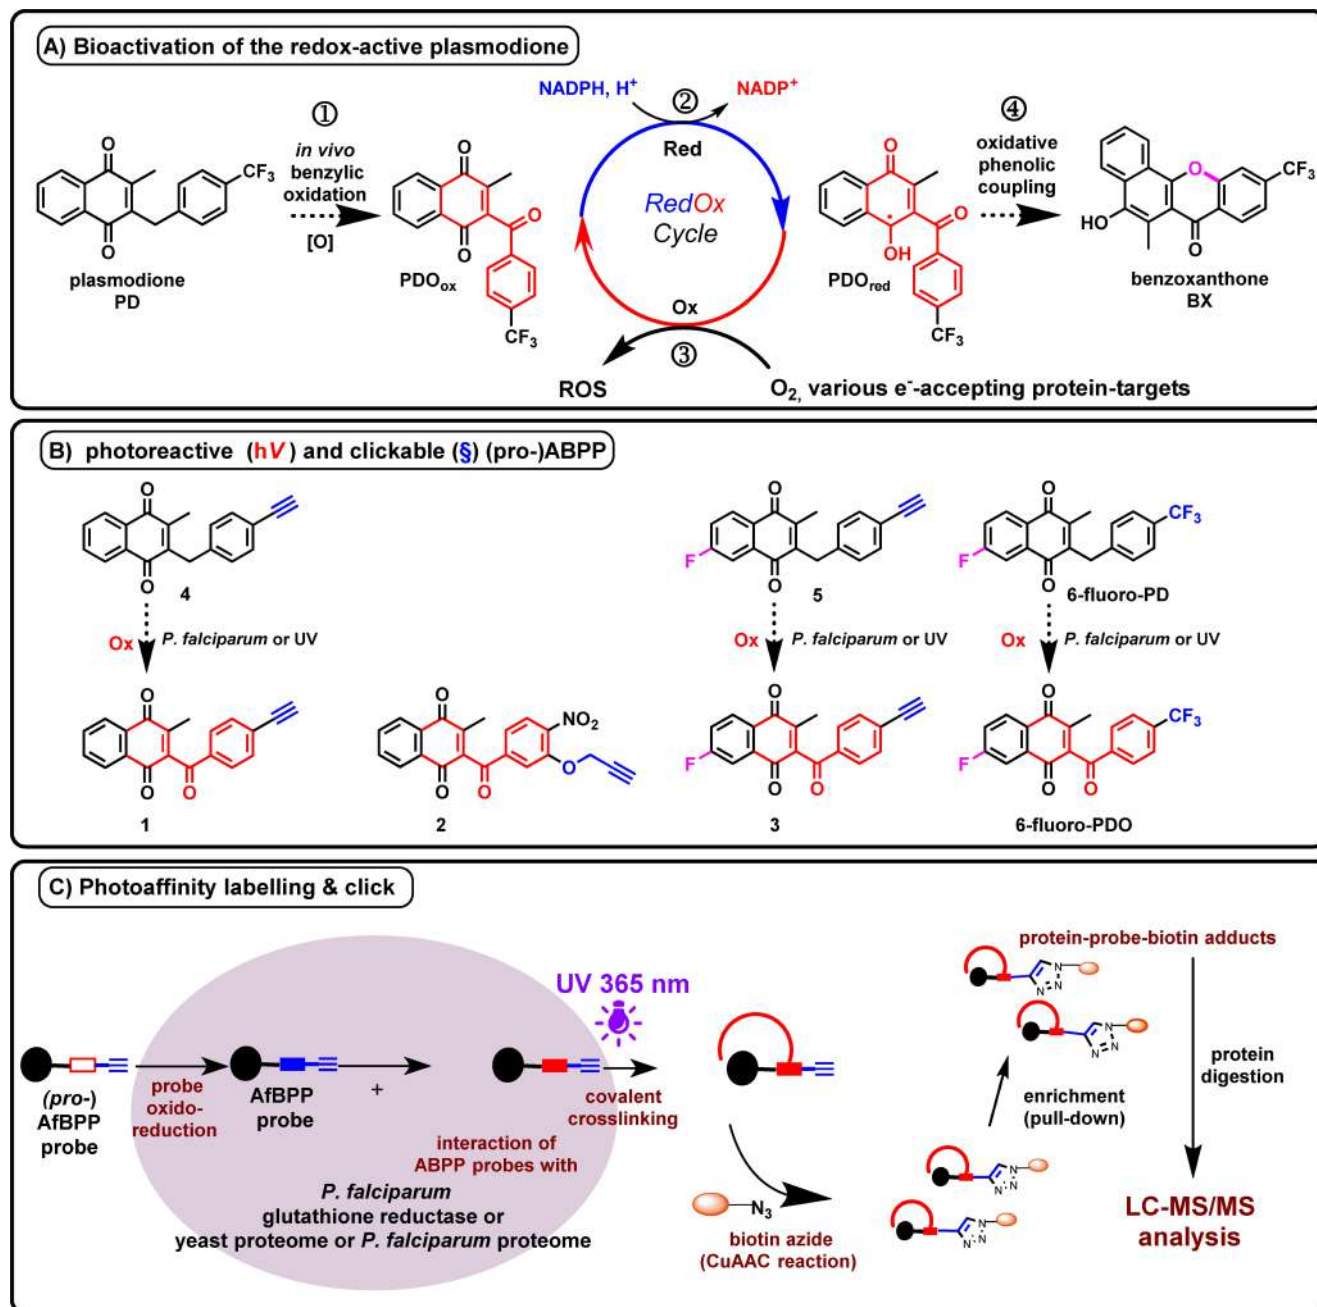 A) Bioactivation of the redox-active plasmodione
①
in vivo
benzylic
oxidation
[O]
O
O
CF3
plasmodione
PD
O
O
O
CF3
PDOox
NADPH, H+
NADP+
②
Red
RedOx
Cycle
Ox
③
ROS
O2, various e--accepting protein-targets
O
O
OH
CF3
PDOred
④
oxidative
phenolic
coupling
O
CF3
HO
O
benzoxanthone
BX
B) photoreactive (hV) and clickable (§) (pro-)ABPP
O
O
4
Ox
P. falciparum or UV
O
O
O
1
O
NO2
O
O
O
2
O
F
O
5
Ox
P. falciparum or UV
O
F
O
O
3
O
CF3
F
O
6-fluoro-PD
Ox
P. falciparum or UV
O
CF3
F
O
O
6-fluoro-PDO
C) Photoaffinity labelling & click
(pro-)
AfBPP
probe
probe
oxido-
reduction
AfBPP
probe
+
interaction of
ABPP probes with
P. falciparum
glutathione reductase or
yeast proteome or P. falciparum proteome
UV 365 nm
covalent
crosslinking
N3
biotin azide
(CuAAC reaction)
N
N
N
N
N
N
enrichment
(pull-down)
protein-probe-biotin adducts
N
N
N
N
N
N
protein
digestion
LC-MS/MS
analysis